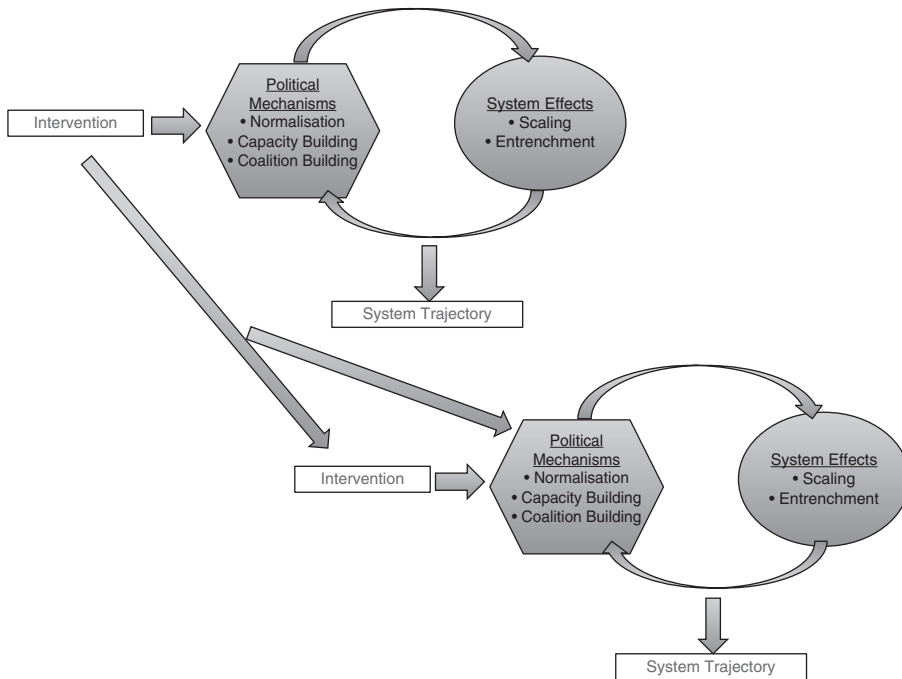 Intervention
Political
Mechanisms
• Normalisation
• Capacity Building
• Coalition Building
System Effects
• Scaling
• Entrenchment
System Trajectory
Intervention
Political
Mechanisms
• Normalisation
• Capacity Building
• Coalition Building
System Effects
• Scaling
• Entrenchment
System Trajectory